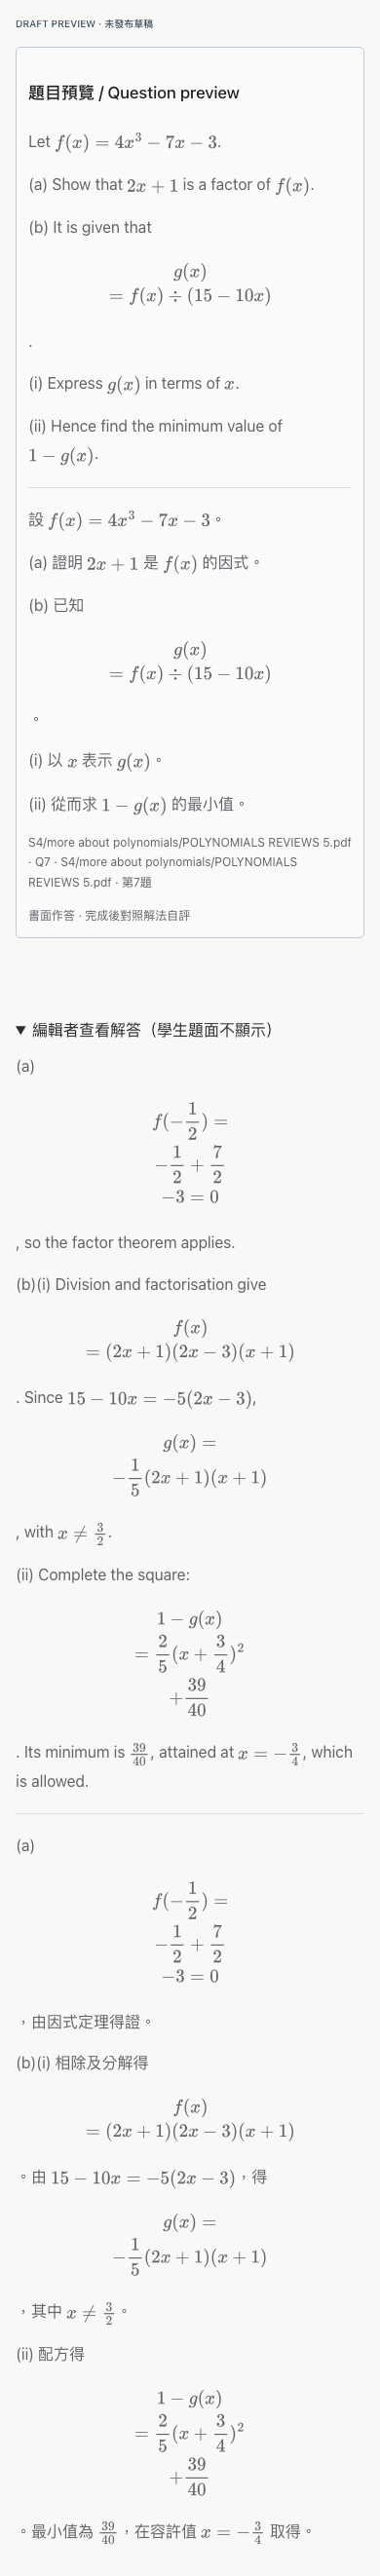 DRAFT PREVIEW · 未發布草稿
題目預覽 / Question preview
Let f(x) = 4x³ − 7x − 3.
(a) Show that 2x + 1 is a factor of f(x).
(b) It is given that
g(x)
= f(x) ÷ (15 − 10x)
.
(i) Express g(x) in terms of x.
(ii) Hence find the minimum value of
1 − g(x).
設 f(x) = 4x³ − 7x − 3。
(a) 證明 2x + 1 是 f(x) 的因式。
(b) 已知
g(x)
= f(x) ÷ (15 − 10x)
。
(i) 以 x 表示 g(x)。
(ii) 從而求 1 − g(x) 的最小值。
S4/more about polynomials/POLYNOMIALS REVIEWS 5.pdf
· Q7 · S4/more about polynomials/POLYNOMIALS
REVIEWS 5.pdf · 第7題
書面作答 · 完成後對照解法自評
▼ 編輯者查看解答（學生題面不顯示）
(a)
f(−1/2) =
−1/2 + 7/2
−3 = 0
, so the factor theorem applies.
(b)(i) Division and factorisation give
f(x)
= (2x + 1)(2x − 3)(x + 1)
. Since 15 − 10x = −5(2x − 3),
g(x) =
−1/5(2x + 1)(x + 1)
, with x ≠ 3/2.
(ii) Complete the square:
1 − g(x)
= 2/5(x + 3/4)²
+39/40
. Its minimum is 39/40, attained at x = −3/4, which
is allowed.
(a)
f(−1/2) =
−1/2 + 7/2
−3 = 0
，由因式定理得證。
(b)(i) 相除及分解得
f(x)
= (2x + 1)(2x − 3)(x + 1)
。由 15 − 10x = −5(2x − 3)，得
g(x) =
−1/5(2x + 1)(x + 1)
，其中 x ≠ 3/2。
(ii) 配方得
1 − g(x)
= 2/5(x + 3/4)²
+39/40
。最小值為 39/40，在容許值 x = −3/4 取得。